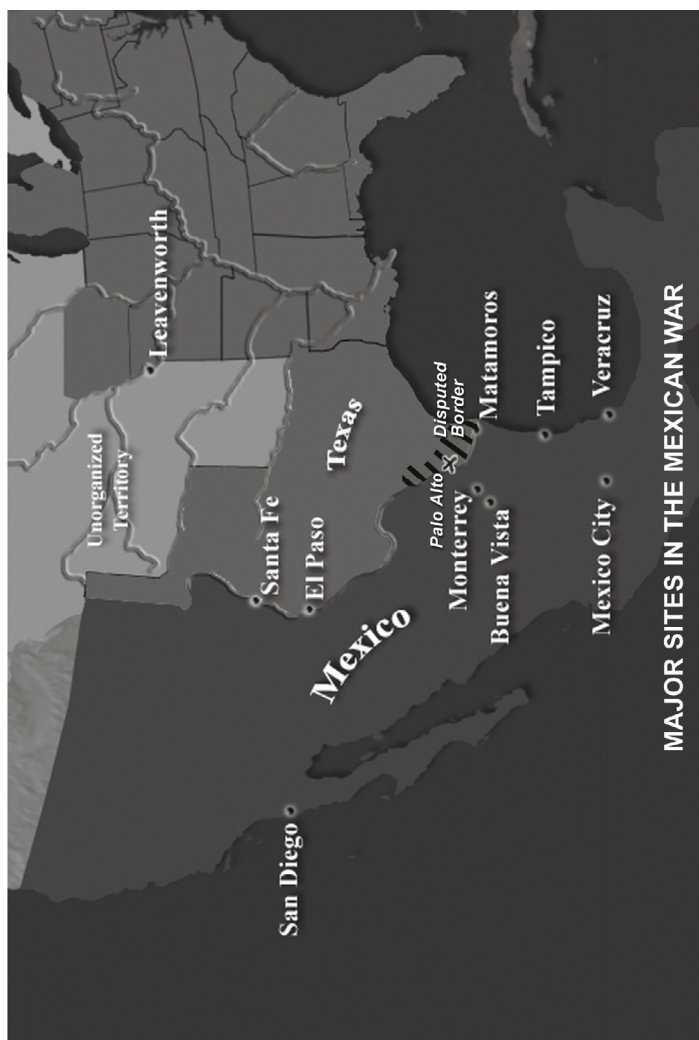 Unorganized
Territory
Leavenworth
Santa Fe
El Paso
Texas
San Diego
Mexico
Palo Alto
Disputed
Border
Monterrey
Matamoros
Buena Vista
Tampico
Mexico City
Veracruz
MAJOR SITES IN THE MEXICAN WAR